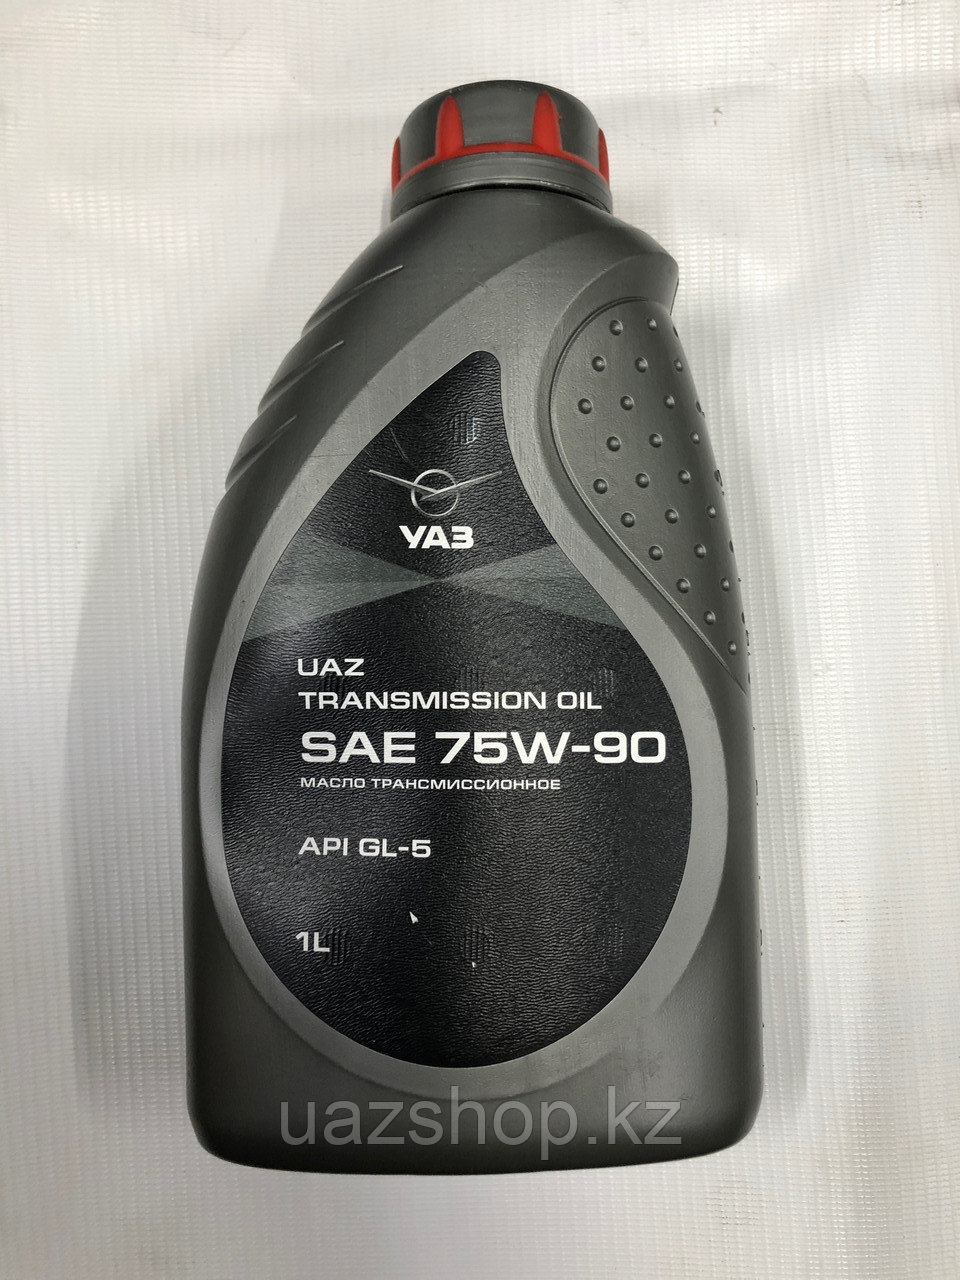 УАЗ
UAZ
TRANSMISSION OIL
SAE 75W-90
МАСЛО ТРАНСМИССИОННОЕ
API GL-5
1L
uazshop.kz